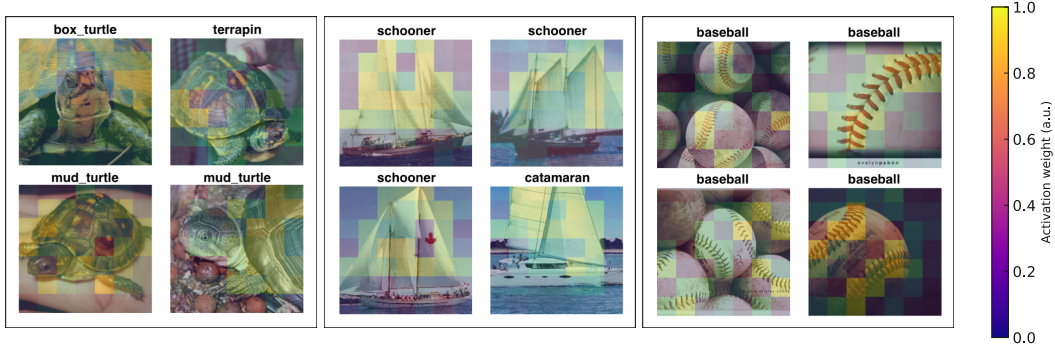 box_turtle
terrapin
mud_turtle
mud_turtle
schooner
schooner
schooner
catamaran
baseball
baseball
evelynpabón
baseball
baseball
1.0
0.8
0.6
0.4
0.2
0.0
Activation weight (a.u.)